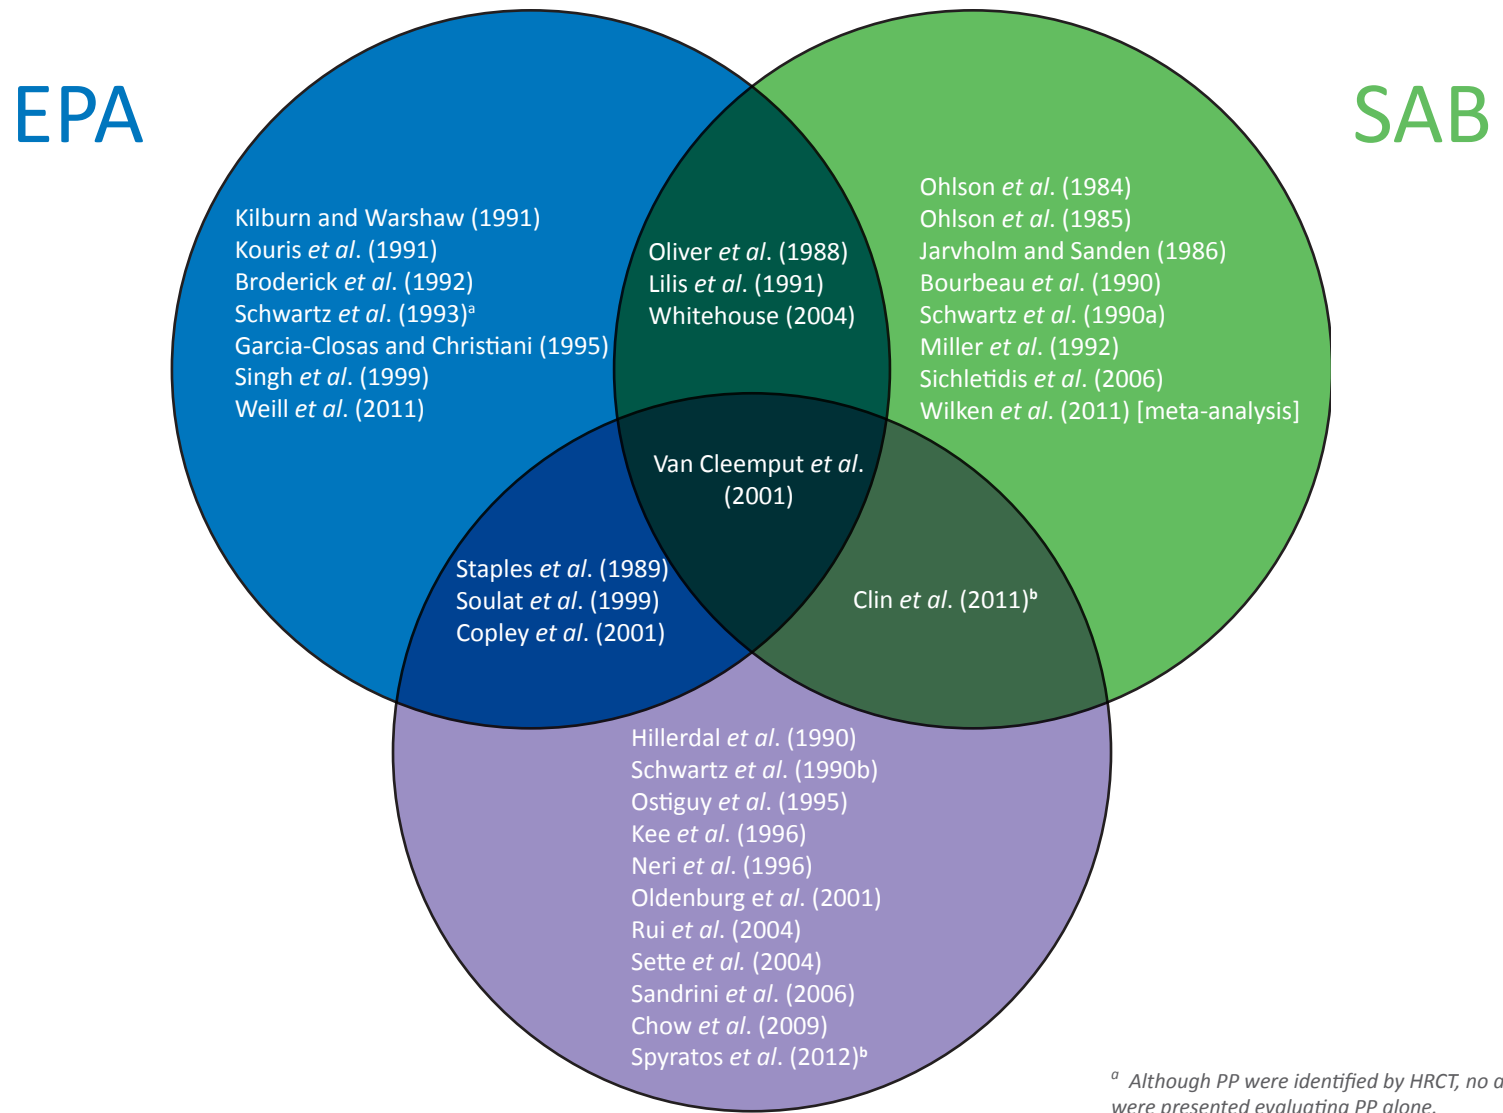 EPA
SAB
Kilburn and Warshaw (1991)
Kouris et al. (1991)
Broderick et al. (1992)
Schwartz et al. (1993)a
Garcia-Closas and Christiani (1995)
Singh et al. (1999)
Weill et al. (2011)
Oliver et al. (1988)
Lilis et al. (1991)
Whitehouse (2004)
Ohlson et al. (1984)
Ohlson et al. (1985)
Jarvholm and Sanden (1986)
Bourbeau et al. (1990)
Schwartz et al. (1990a)
Miller et al. (1992)
Sichletidis et al. (2006)
Wilken et al. (2011) [meta-analysis]
Van Cleemput et al.
(2001)
Staples et al. (1989)
Soulat et al. (1999)
Copley et al. (2001)
Clin et al. (2011)b
Hillerdal et al. (1990)
Schwartz et al. (1990b)
Ostiguy et al. (1995)
Kee et al. (1996)
Neri et al. (1996)
Oldenburg et al. (2001)
Rui et al. (2004)
Sette et al. (2004)
Sandrini et al. (2006)
Chow et al. (2009)
Spyratos et al. (2012)b
a Although PP were identified by HRCT, no
were presented evaluating PP alone.